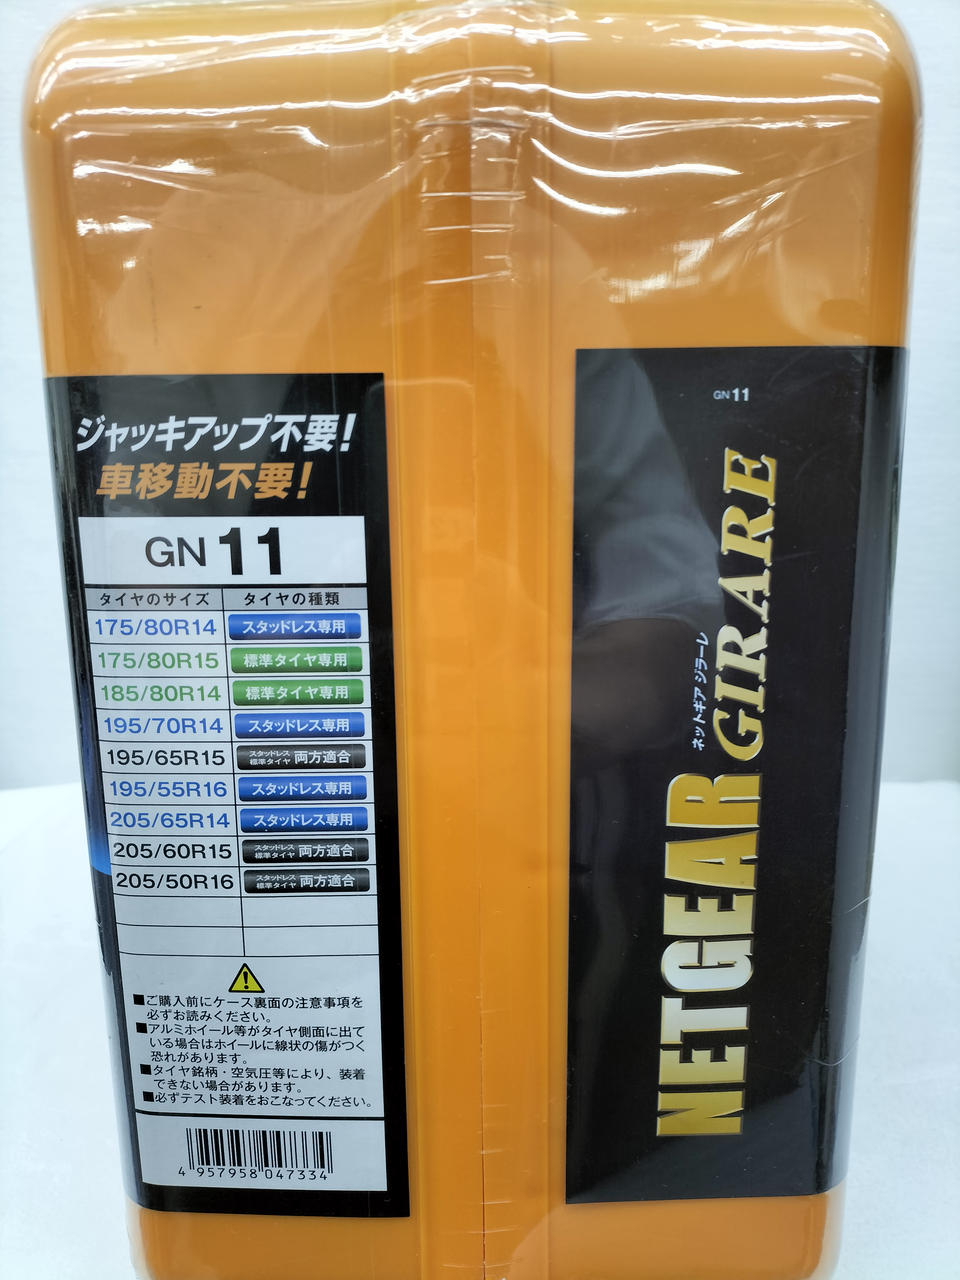 ジャッキアップ不要!
車移動不要!
GN 11
タイヤのサイズ タイヤの種類
175/80R14 スタッドレス専用
175/80R15 標準タイヤ専用
185/80R14 標準タイヤ専用
195/70R14 スタッドレス専用
195/65R15 スタッドレス 標準タイヤ 両方適合
195/55R16 スタッドレス専用
205/65R14 スタッドレス専用
205/60R15 スタッドレス 標準タイヤ 両方適合
205/50R16 スタッドレス 標準タイヤ 両方適合
■ご購入前にケース裏面の注意事項を
必ずお読みください。
■アルミホイール等がタイヤ側面に出て
いる場合はホイールに線状の傷がつく
恐れがあります。
■タイヤ銘柄・空気圧等により、装着
できない場合があります。
■必ずテスト装着をおこなってください。
4 957958 047334
GN 11
ネットギア ジラーレ
NETGEAR GIRARE